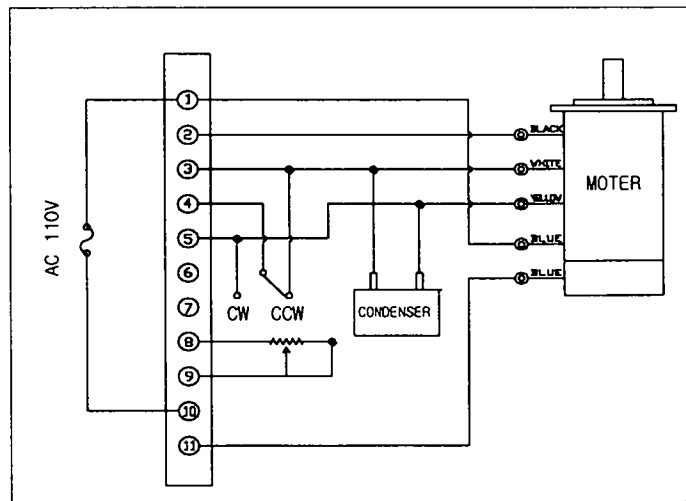 AC 110V
1
2
3
4
5
6
7
8
9
10
11
CW
CCW
CONDENSER
BLACK
WHITE
YELLOW
BLUE
BLUE
MOTER